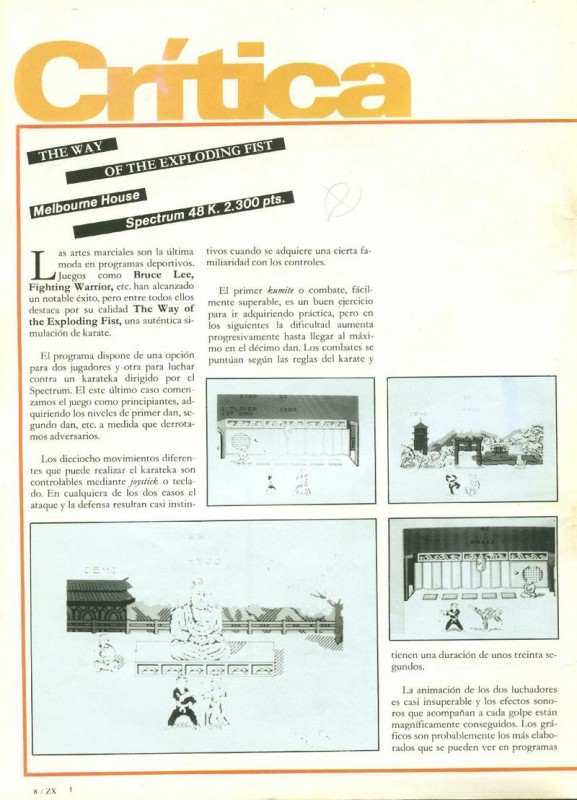 Crítica
THE WAY
OF THE EXPLODING FIST
Melbourne House
Spectrum 48 K. 2.300 pts.
Las artes marciales son la última
moda en programas deportivos.
Juegos como Bruce Lee,
Fighting Warrior, etc. han alcanzado
un notable éxito, pero entre todos ellos
destaca por su calidad The Way of
the Exploding Fist, una auténtica si-
mulación de karate.
El programa dispone de una opción
para dos jugadores y otra para luchar
contra un karateka dirigido por el
Spectrum. El este último caso comen-
zamos el juego como principiantes, ad-
quiriendo los niveles de primer dan, se-
gundo dan, etc. a medida que derrota-
mos adversarios.
Los dieciocho movimientos diferen-
tes que puede realizar el karateka son
controlables mediante joystick o tecla-
do. En cualquiera de los dos casos el
ataque y la defensa resultan casi instin-
tivos cuando se adquiere una cierta fa-
miliaridad con los controles.
El primer kumite o combate, fácil-
mente superable, es un buen ejercicio
para ir adquiriendo práctica, pero en
los siguientes la dificultad aumenta
progresivamente hasta llegar al máxi-
mo en el décimo dan. Los combates se
puntúan según las reglas del karate y
DEMO
tienen una duración de unos treinta se-
gundos.
La animación de los dos luchadores
es casi insuperable y los efectos sono-
ros que acompañan a cada golpe están
magníficamente conseguidos. Los grá-
ficos son probablemente los más elabo-
rados que se pueden ver en programas
8 / ZX